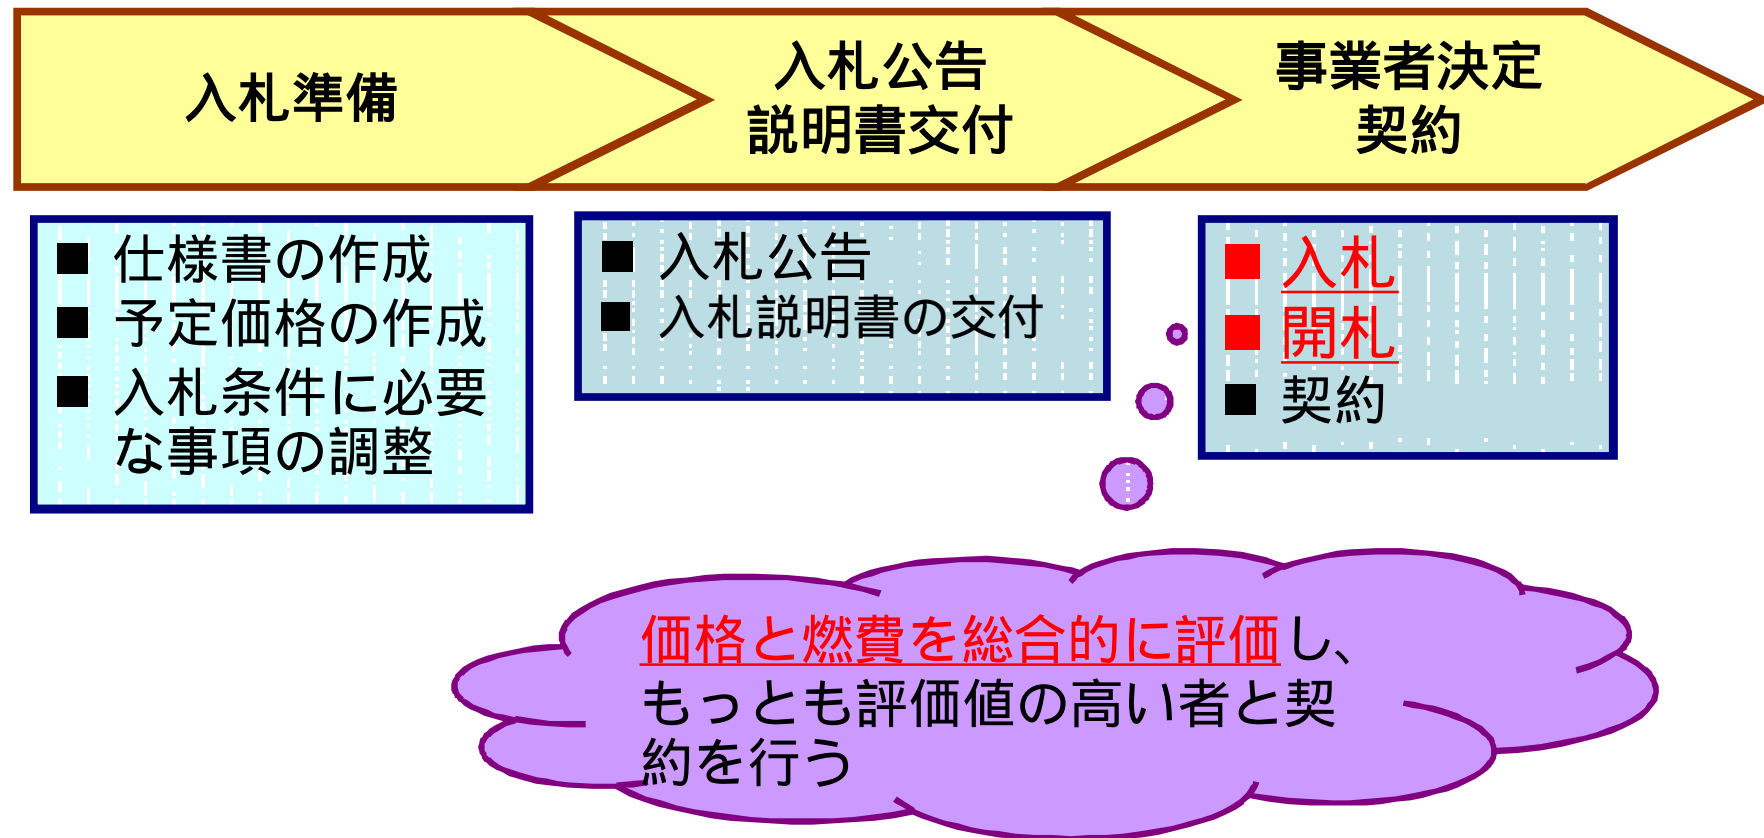 入札準備
入札公告
説明書交付
事業者決定
契約
■ 仕様書の作成
■ 予定価格の作成
■ 入札条件に必要
な事項の調整
■ 入札公告
■ 入札説明書の交付
■ 入札
■ 開札
■ 契約
価格と燃費を総合的に評価し、
もっとも評価値の高い者と契
約を行う